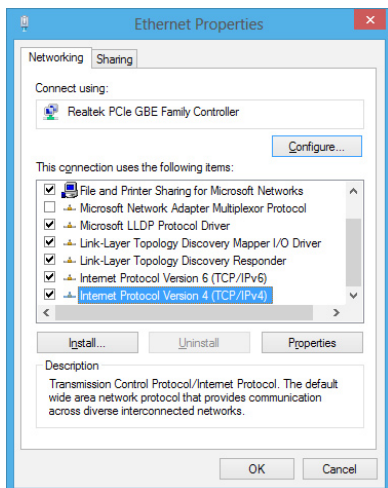 Ethernet Properties
Networking
Sharing
Connect using:
Realtek PCIe GBE Family Controller
Configure...
This connection uses the following items:
File and Printer Sharing for Microsoft Networks
Microsoft Network Adapter Multiplexor Protocol
Microsoft LLDP Protocol Driver
Link-Layer Topology Discovery Mapper I/O Driver
Link-Layer Topology Discovery Responder
Internet Protocol Version 6 (TCP/IPv6)
Internet Protocol Version 4 (TCP/IPv4)
Install...
Uninstall
Properties
Description
Transmission Control Protocol/Internet Protocol. The default
wide area network protocol that provides communication
across diverse interconnected networks.
OK
Cancel